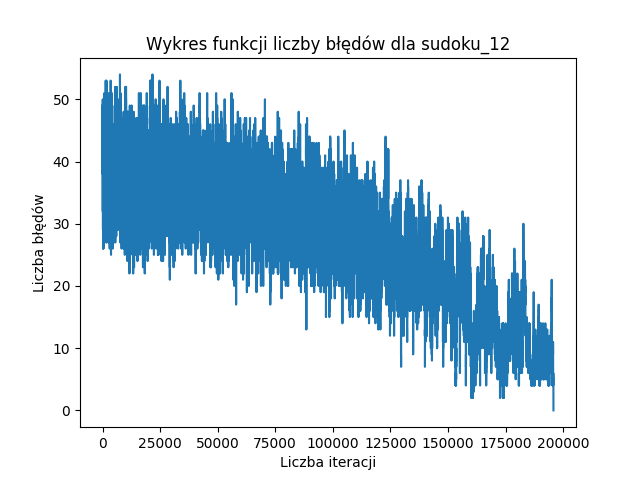 Wykres funkcji liczby błędów dla sudoku_12
50
40
30
20
10
0
Liczba błędów
0 25000 50000 75000 100000 125000 150000 175000 200000
Liczba iteracji